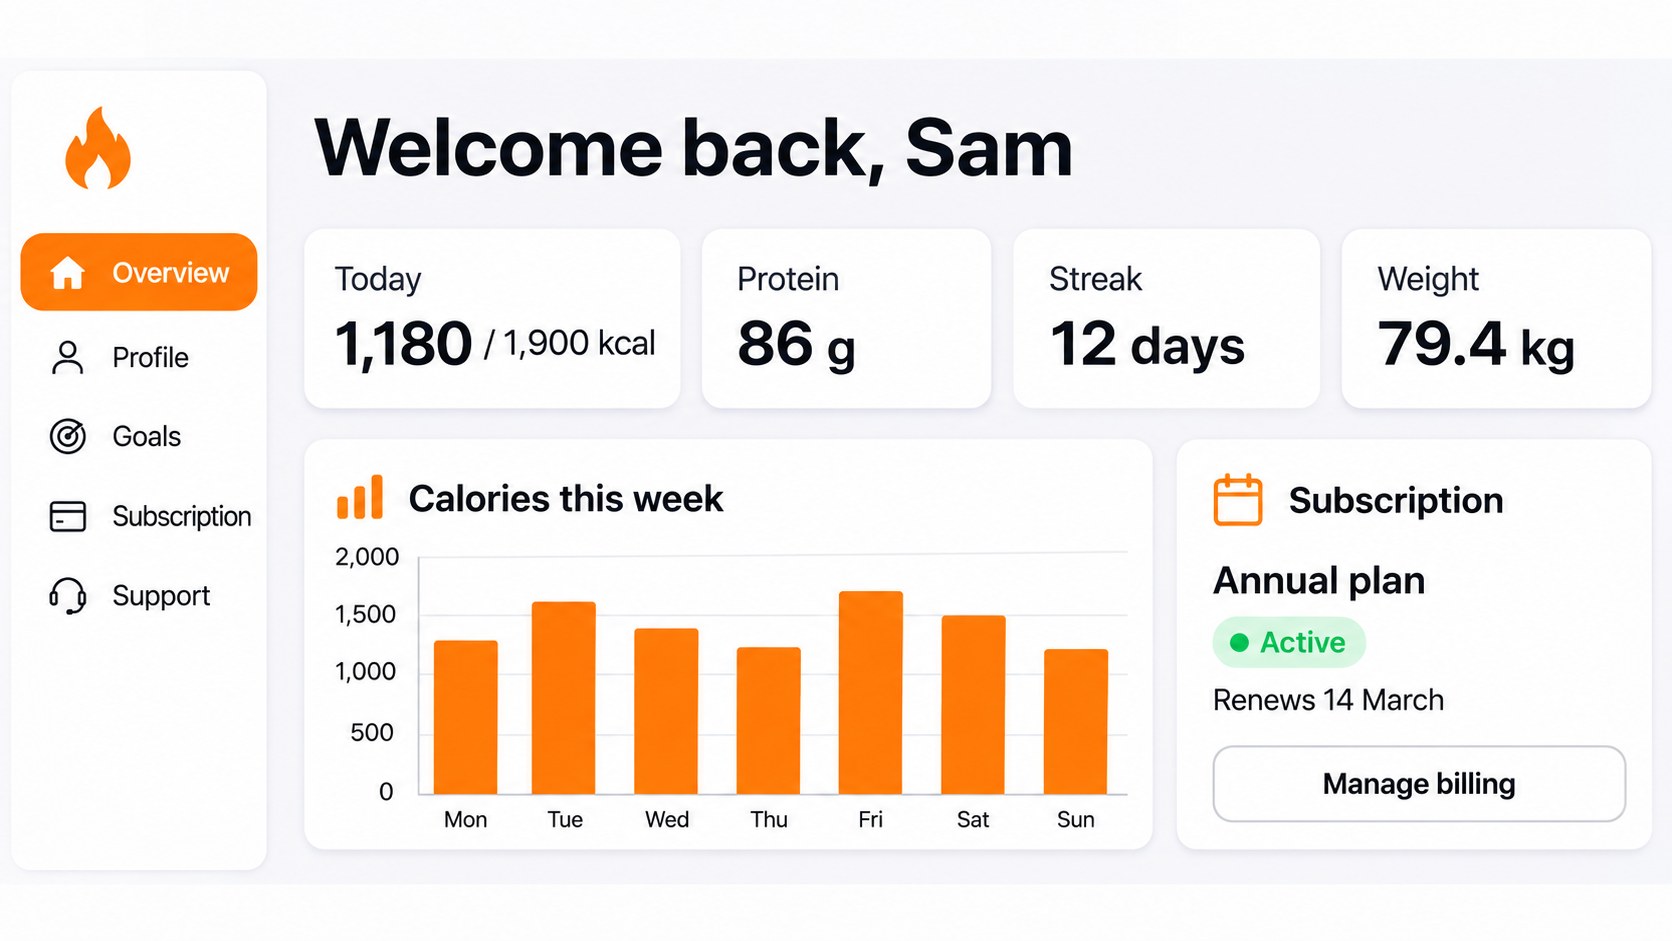 Welcome back, Sam
Overview
Profile
Goals
Subscription
Support
Today
1,180 / 1,900 kcal
Protein
86 g
Streak
12 days
Weight
79.4 kg
Calories this week
2,000
1,500
1,000
500
0
Mon Tue Wed Thu Fri Sat Sun
Subscription
Annual plan
Active
Renews 14 March
Manage billing